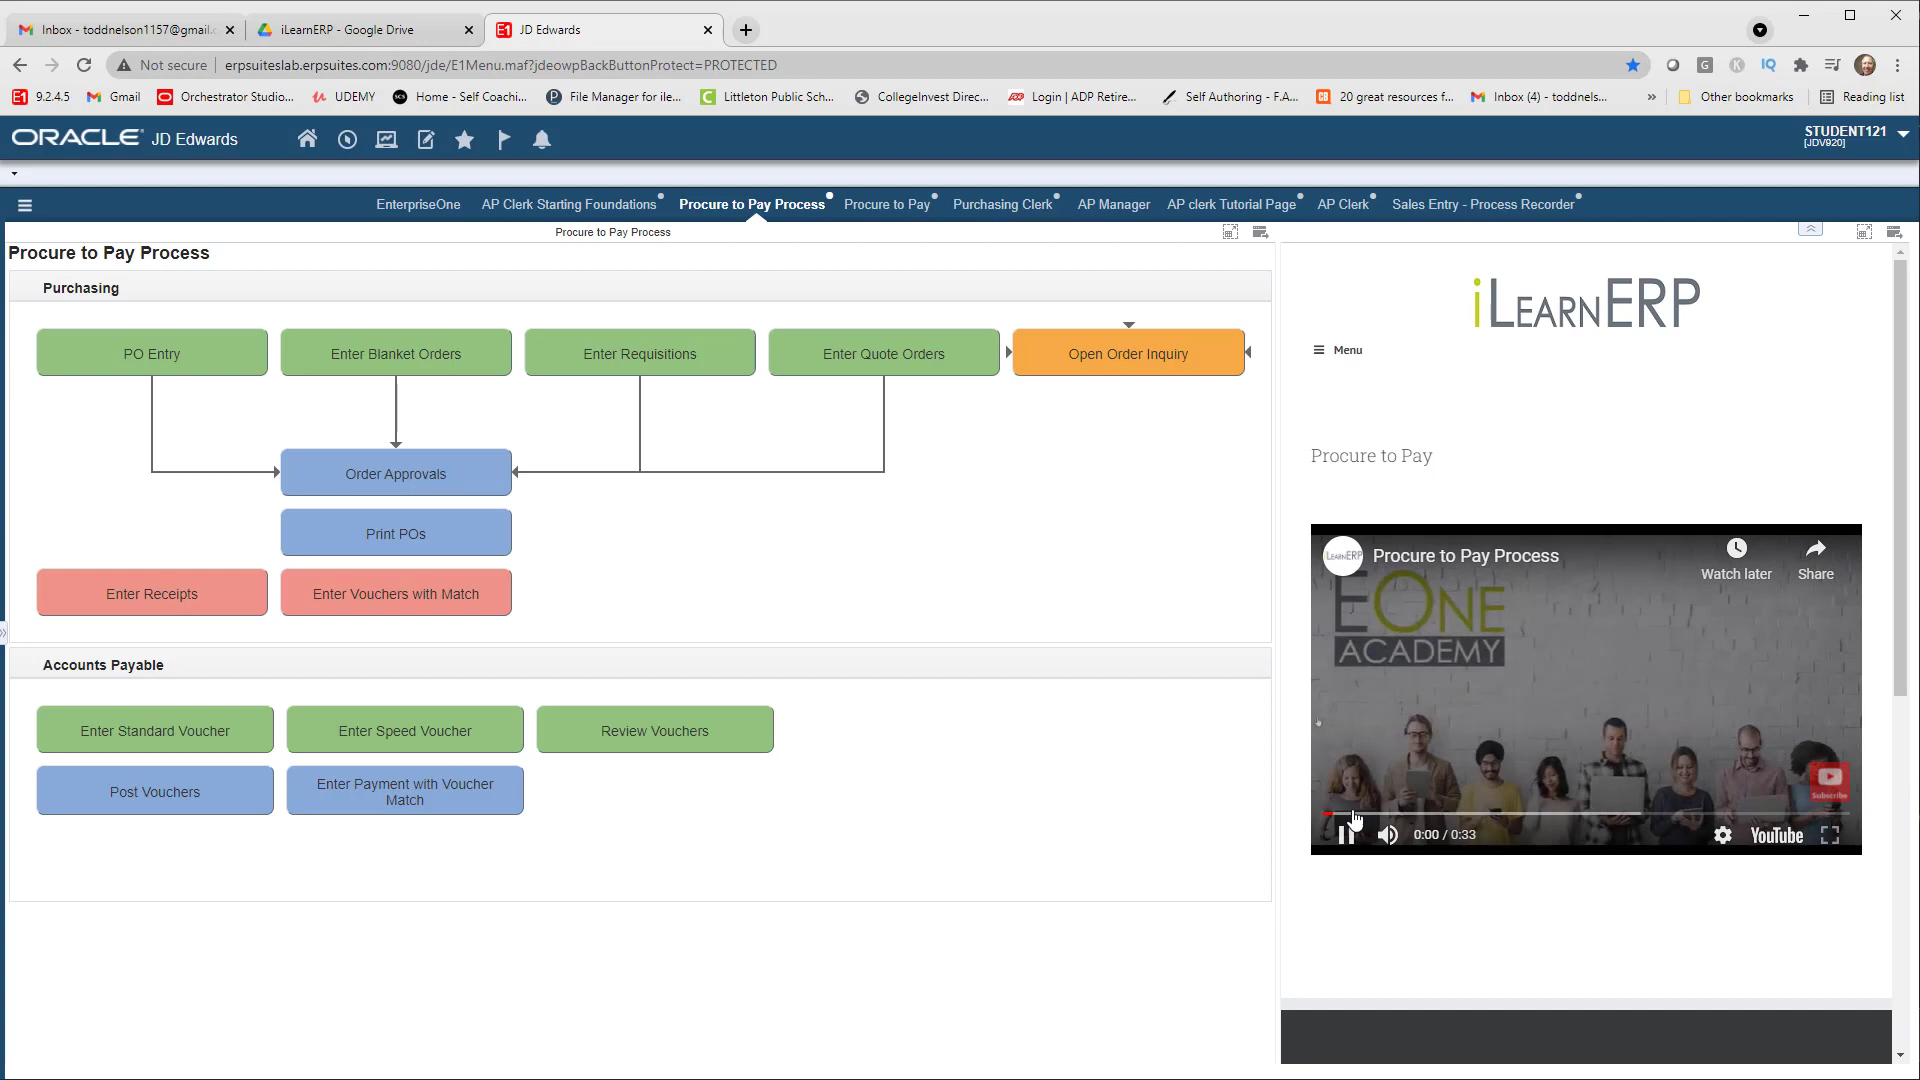 Inbox - toddnelson1157@gmail.
iLearnERP - Google Drive
E1 JD Edwards
Not secure erpsuiteslab.erpsuites.com:9080/jde/E1Menu.maf?jdeowpBackButtonProtect=PROTECTED
E1 9.2.4.5 Gmail Orchestrator Studio... UDEMY SCS Home - Self Coachi... File Manager for ile... Littleton Public Sch... CollegeInvest Direc... Login | ADP Retire... Self Authoring - F.A... CB 20 great resources f... Inbox (4) - toddnels... » Other bookmarks Reading list
ORACLE JD Edwards
STUDENT121
[JDV920]
EnterpriseOne AP Clerk Starting Foundations Procure to Pay Process Procure to Pay Purchasing Clerk AP Manager AP clerk Tutorial Page AP Clerk Sales Entry - Process Recorder
Procure to Pay Process
Procure to Pay Process
Purchasing
PO Entry Enter Blanket Orders Enter Requisitions Enter Quote Orders Open Order Inquiry
Order Approvals
Print POs
Enter Receipts Enter Vouchers with Match
Accounts Payable
Enter Standard Voucher Enter Speed Voucher Review Vouchers
Post Vouchers Enter Payment with Voucher
Match
iLEARNERP
Menu
Procure to Pay
iLEARNERP Procure to Pay Process
Watch later Share
EONE
ACADEMY
Subscribe
0:00 / 0:33 YouTube